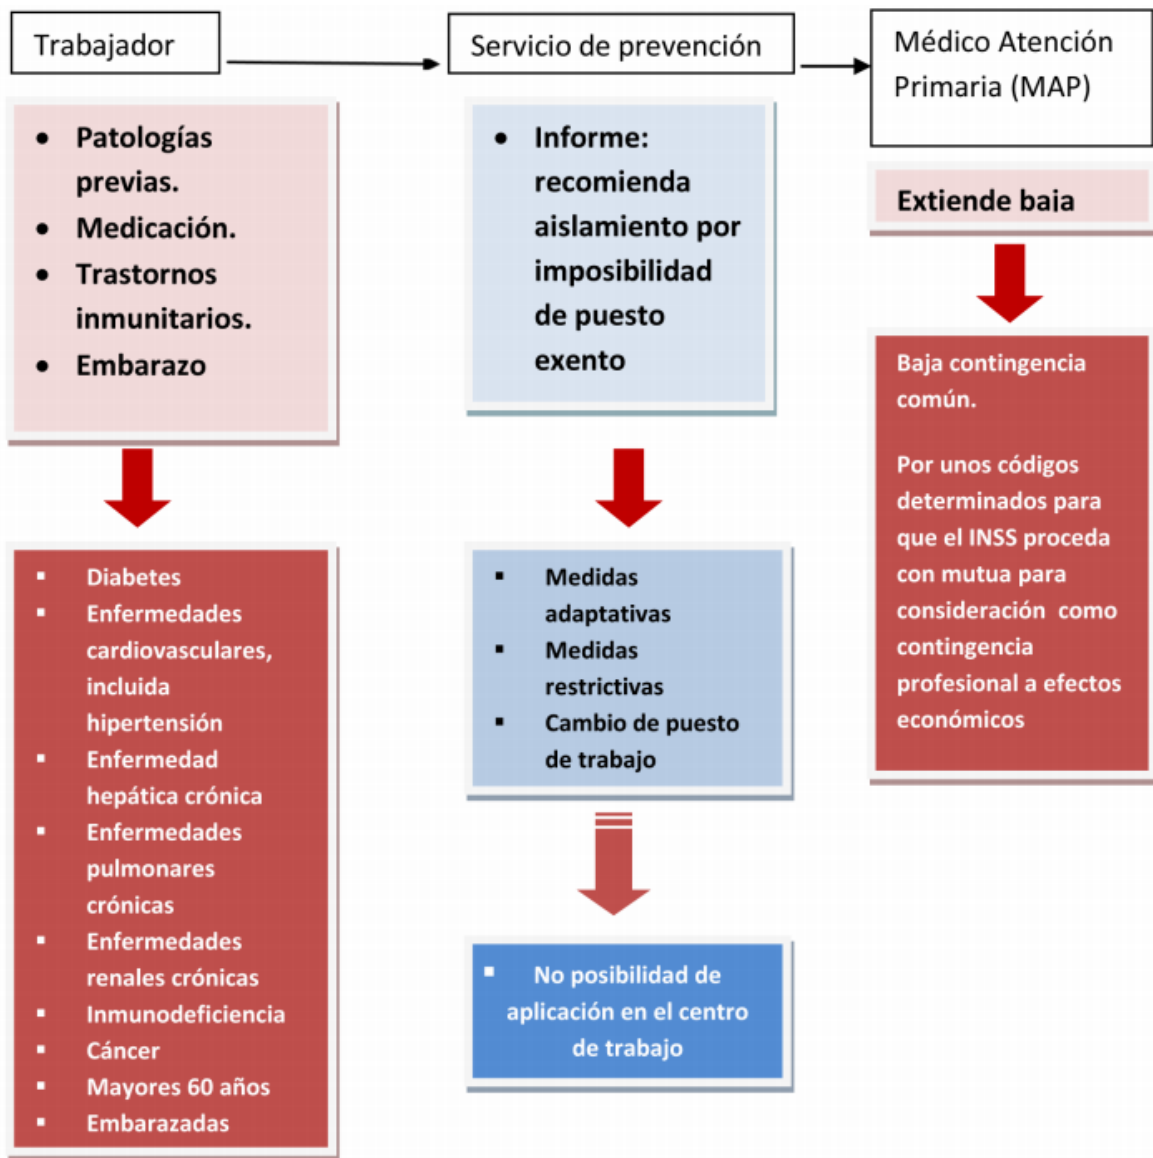 Trabajador
• Patologías
previas.
• Medicación.
• Trastornos
inmunitarios.
• Embarazo
▪ Diabetes
▪ Enfermedades
cardiovasculares,
incluida
hipertensión
▪ Enfermedad
hepática crónica
▪ Enfermedades
pulmonares
crónicas
▪ Enfermedades
renales crónicas
▪ Inmunodeficiencia
▪ Cáncer
▪ Mayores 60 años
▪ Embarazadas
Servicio de prevención
• Informe:
recomienda
aislamiento por
imposibilidad
de puesto
exento
▪ Medidas
adaptativas
▪ Medidas
restrictivas
▪ Cambio de puesto
de trabajo
▪ No posibilidad de
aplicación en el centro
de trabajo
Médico Atención
Primaria (MAP)
Extiende baja
Baja contingencia
común.
Por unos códigos
determinados para
que el INSS proceda
con mutua para
consideración como
contingencia
profesional a efectos
económicos